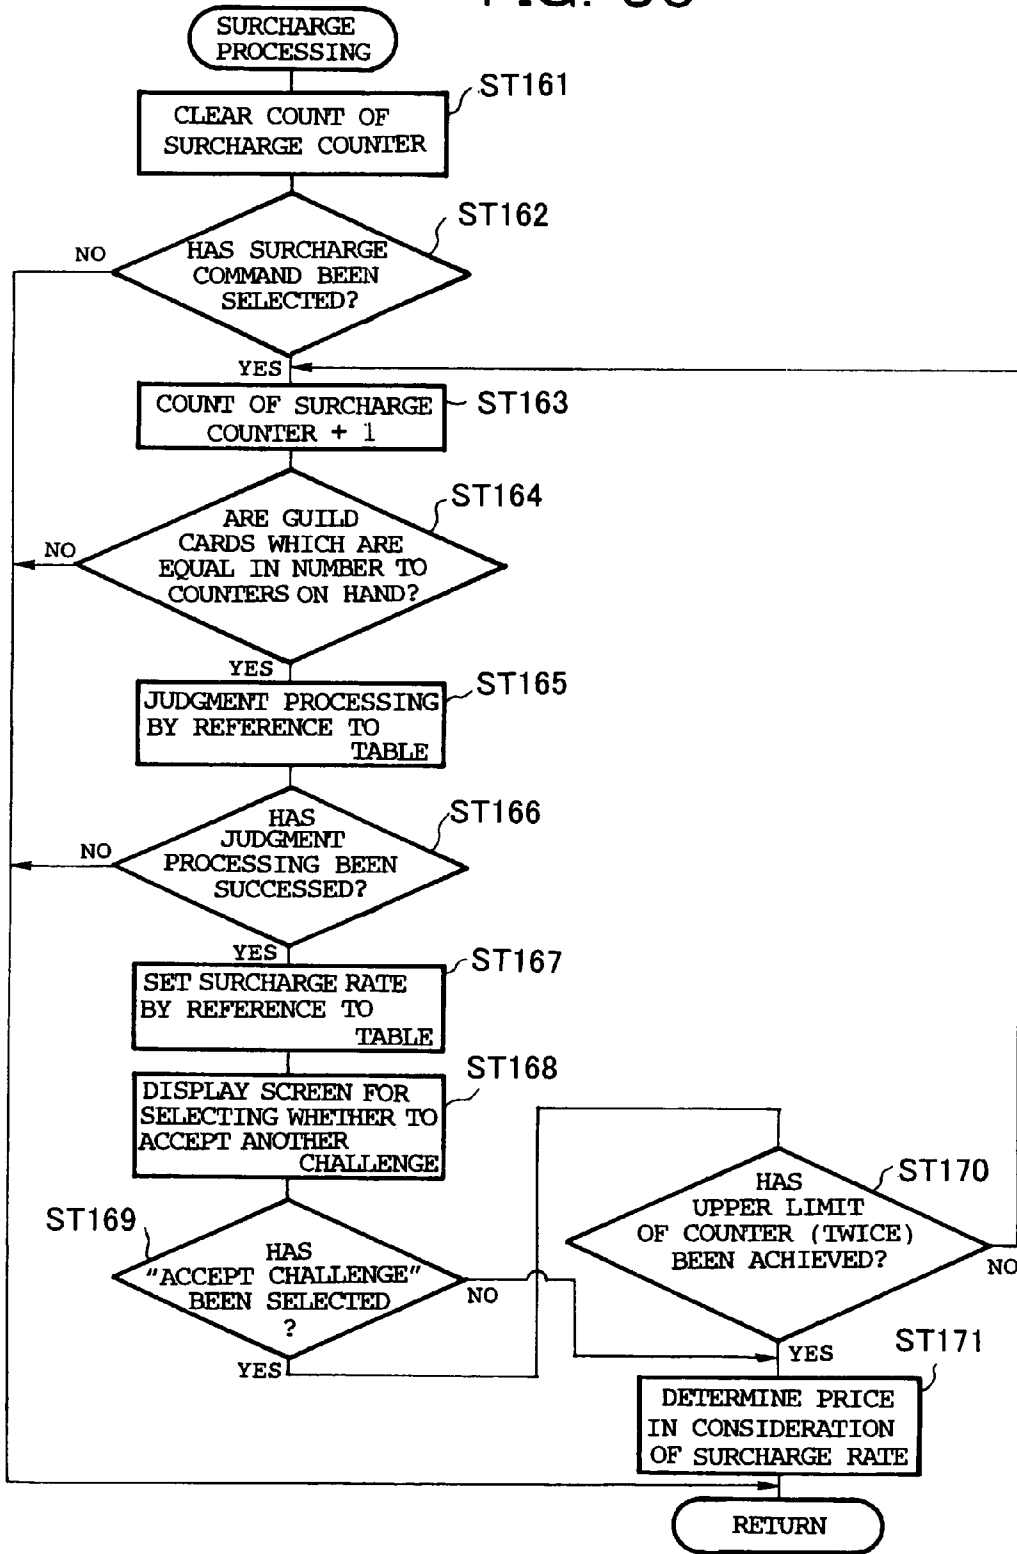 SURCHARGE
PROCESSING
ST161
CLEAR COUNT OF
SURCHARGE COUNTER
ST162
HAS SURCHARGE
COMMAND BEEN
SELECTED?
NO
YES
ST163
COUNT OF SURCHARGE
COUNTER + 1
ST164
ARE GUILD
CARDS WHICH ARE
EQUAL IN NUMBER TO
COUNTERS ON HAND?
NO
YES
ST165
JUDGMENT PROCESSING
BY REFERENCE TO
TABLE
ST166
HAS
JUDGMENT
PROCESSING BEEN
SUCCESSED?
NO
YES
ST167
SET SURCHARGE RATE
BY REFERENCE TO
TABLE
ST168
DISPLAY SCREEN FOR
SELECTING WHETHER TO
ACCEPT ANOTHER
CHALLENGE
ST169
HAS
"ACCEPT CHALLENGE"
BEEN SELECTED
?
NO
YES
ST170
HAS
UPPER LIMIT
OF COUNTER (TWICE)
BEEN ACHIEVED?
NO
YES
ST171
DETERMINE PRICE
IN CONSIDERATION
OF SURCHARGE RATE
RETURN